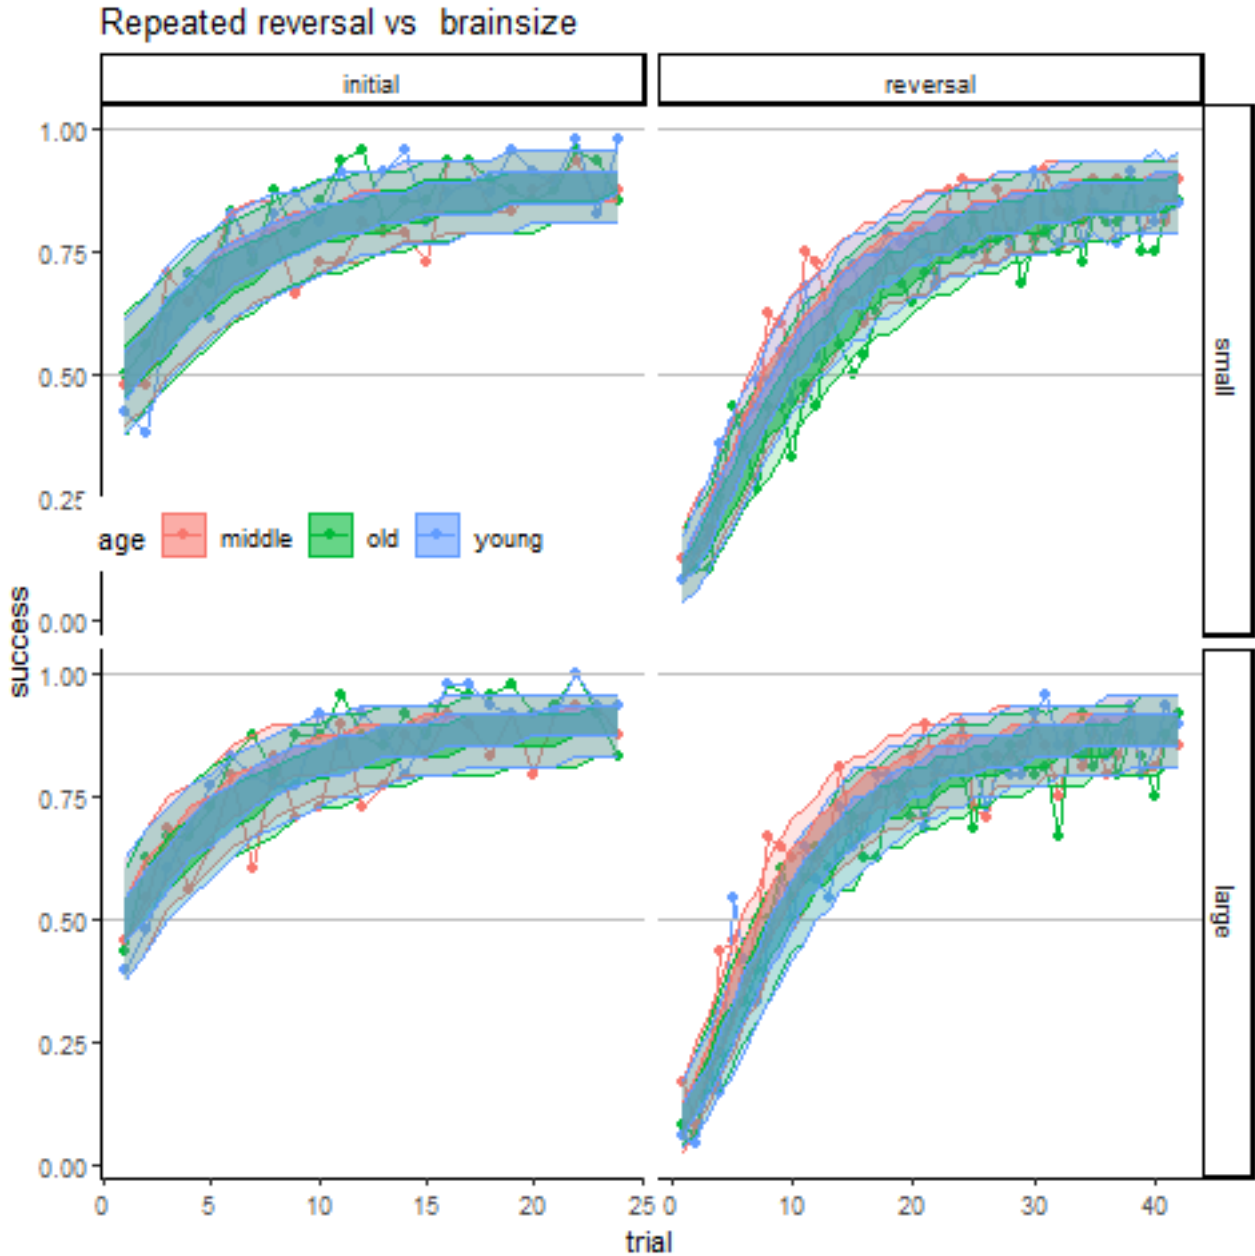 Repeated reversal vs  brainsize
initial
reversal
1.00
0.75
0.50
0.25
0.00
small
age
middle
old
young
success
1.00
0.75
0.50
0.25
0.00
large
0 5 10 15 20 25
0 10 20 30 40
trial